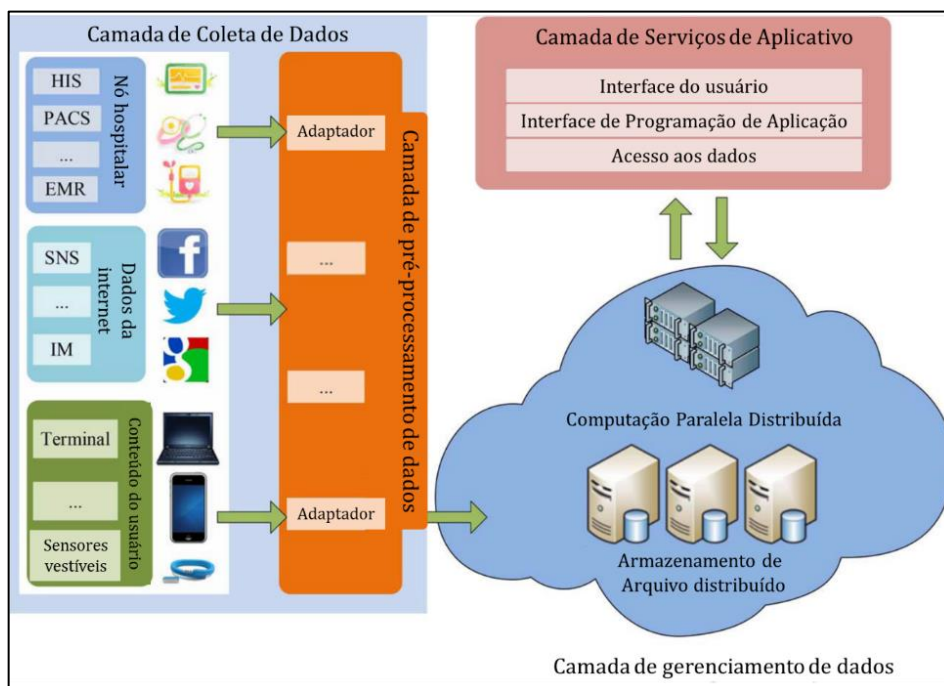 Camada de Coleta de Dados
HIS
PACS
...
EMR
Nó hospitalar
SNS
...
IM
Dados da
internet
Terminal
...
Sensores
vestíveis
Conteúdo do usuário
Adaptador
...
...
Adaptador
Camada de pré-processamento de dados
Camada de Serviços de Aplicativo
Interface do usuário
Interface de Programação de Aplicação
Acesso aos dados
Computação Paralela Distribuída
Armazenamento de
Arquivo distribuído
Camada de gerenciamento de dados